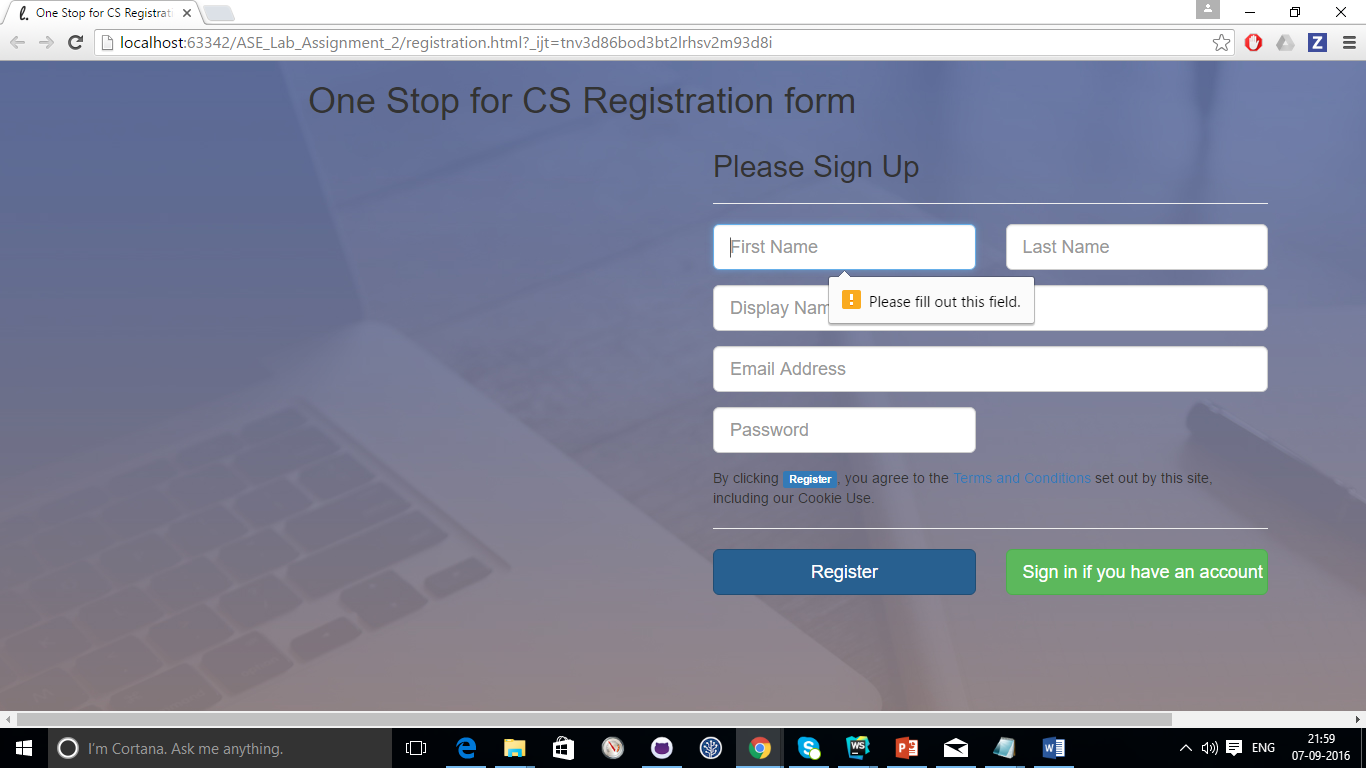 One Stop for CS Registrati
localhost:63342/ASE_Lab_Assignment_2/registration.html?_ijt=tnv3d86bod3bt2lrhsv2m93d8i
Z
One Stop for CS Registration form
Please Sign Up
First Name
Last Name
Please fill out this field.
Display Nam
Email Address
Password
By clicking Register, you agree to the Terms and Conditions set out by this site,
including our Cookie Use.
Register
Sign in if you have an account
I'm Cortana. Ask me anything.
WS
ENG
21:59
07-09-2016